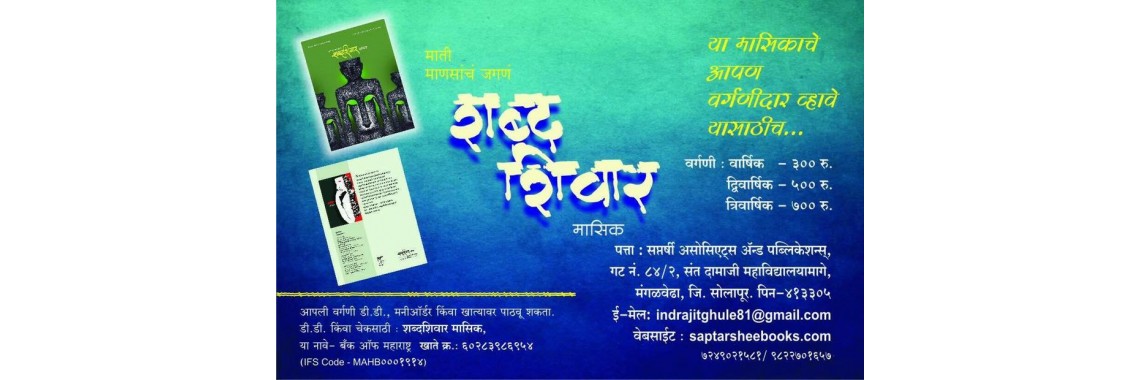 माती
माणसांचं जगणं
शब्द
शिवार
मासिक
या मासिकाचे
आपण
वर्गणीदार व्हावे
यासाठीच...
वर्गणी : वार्षिक – ३०० रु.
द्विवार्षिक – ५०० रु.
त्रिवार्षिक – ७०० रु.
पत्ता : सप्तर्षी असोसिएट्स अ‍ॅन्ड पब्लिकेशन्स्,
गट नं. ८४/२, संत दामाजी महाविद्यालयामागे,
मंगळवेढा, जि. सोलापूर. पिन–४१३३०५
ई–मेल: indrajitghule81@gmail.com
वेबसाईट : saptarsheebooks.com
७२४९०२१५८१/ ९८२२७०१६५७
आपली वर्गणी डी.डी., मनीऑर्डर किंवा खात्यावर पाठवू शकता.
डी.डी. किंवा चेकसाठी : शब्दशिवार मासिक,
या नावे– बँक ऑफ महाराष्ट्र खाते क्र.: ६०२८३९८६९५४
(IFS Code - MAHB०००१९१४)